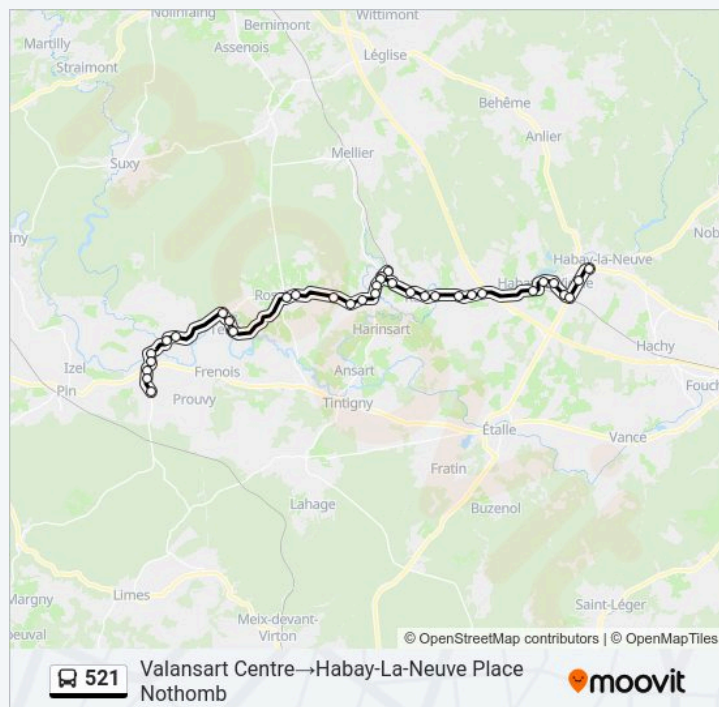 Nolinfaing
Wittimont
Martilly
Bernimont
Assenois
Léglise
Straimont
Behême
Anlier
Mellier
Suxy
Nob
Habay-la-Neuve
Haba
Ros
Harinsart
Hachy
Izel
Frenois
Ansart
Fouch
Pin
Prouvy
Tintigny
Étalle
Vance
Fratin
Lahage
Buzenol
Margny
Limes
Saint-Léger
Meix-devant-
Virton
© OpenStreetMap contributors | © OpenMapTiles
521
Valansart Centre→Habay-La-Neuve Place
Nothomb
moovit